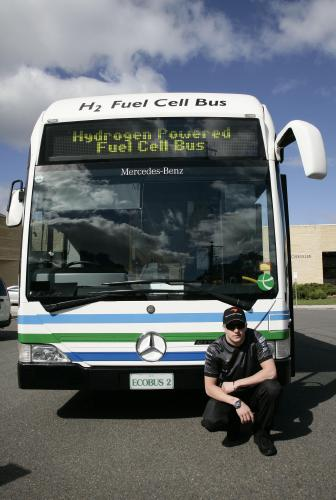 H2 Fuel Cell Bus
Hydrogen Powered
Fuel Cell Bus
Mercedes-Benz
ECOBUS 2